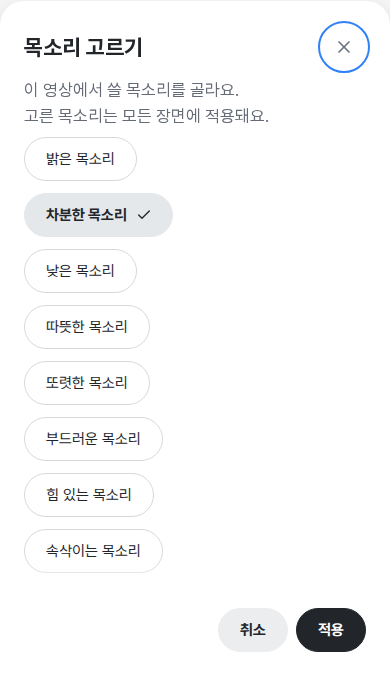 목소리 고르기
이 영상에서 쓸 목소리를 골라요.
고른 목소리는 모든 장면에 적용돼요.
밝은 목소리
차분한 목소리
낮은 목소리
따뜻한 목소리
또렷한 목소리
부드러운 목소리
힘 있는 목소리
속삭이는 목소리
취소 적용